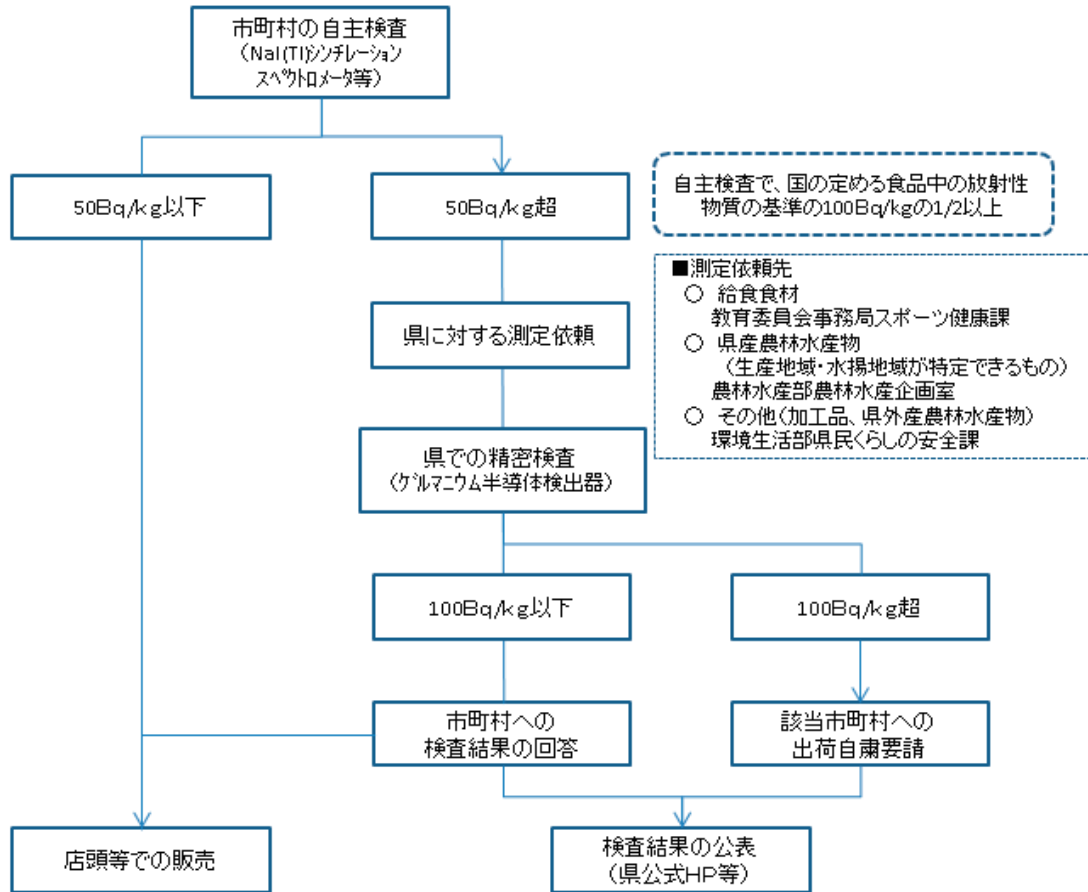 市町村の自主検査
(NaI(Tl)ｼﾝﾁﾚｰｼｮﾝ
ｽﾍﾟｸﾄﾛﾒｰﾀ等)
50Bq/kg以下
50Bq/kg超
自主検査で、国の定める食品中の放射性
物質の基準の100Bq/kgの1/2以上
■測定依頼先
○ 給食食材
教育委員会事務局スポーツ健康課
○ 県産農林水産物
(生産地域・水揚地域が特定できるもの)
農林水産部農林水産企画室
○ その他(加工品、県外産農林水産物)
環境生活部県民くらしの安全課
県に対する測定依頼
県での精密検査
(ｹﾞﾙﾏﾆｳﾑ半導体検出器)
100Bq/kg以下
100Bq/kg超
市町村への
検査結果の回答
該当市町村への
出荷自粛要請
店頭等での販売
検査結果の公表
(県公式HP等)